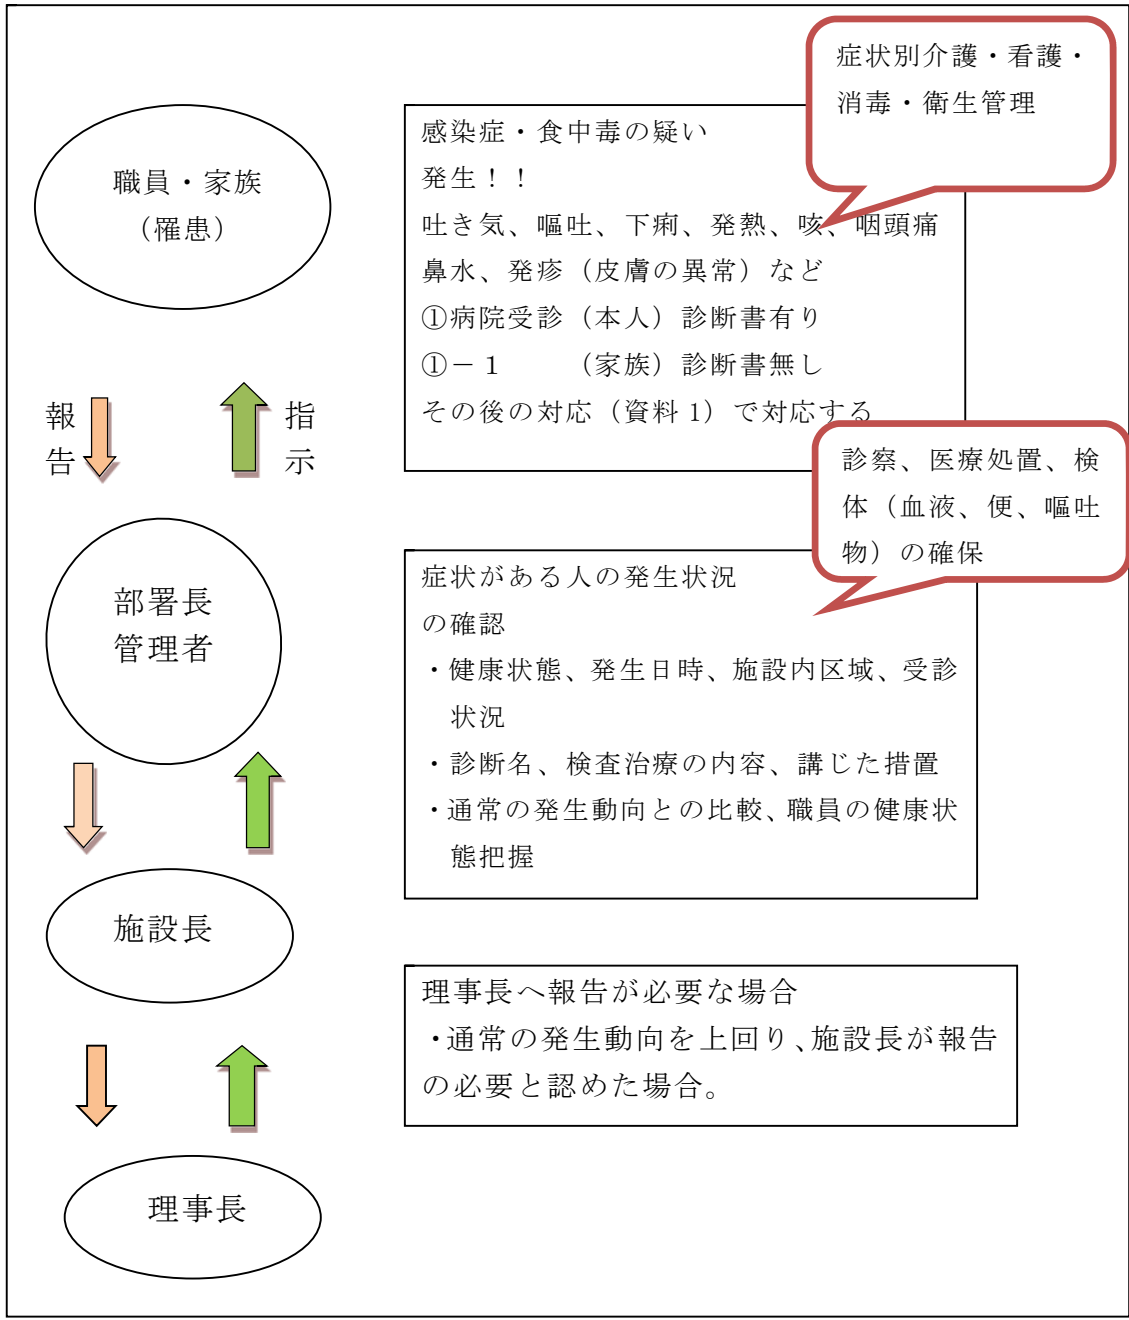 症状別介護・看護・
消毒・衛生管理
職員・家族
（罹患）
感染症・食中毒の疑い
発生！！
吐き気、嘔吐、下痢、発熱、咳、咽頭痛
鼻水、発疹（皮膚の異常）など
①病院受診（本人）診断書有り
①－１　　（家族）診断書無し
その後の対応（資料 1）で対応する
報告
指示
診察、医療処置、検
体（血液、便、嘔吐
物）の確保
部署長
管理者
症状がある人の発生状況
の確認
・健康状態、発生日時、施設内区域、受診
状況
・診断名、検査治療の内容、講じた措置
・通常の発生動向との比較、職員の健康状
態把握
施設長
理事長へ報告が必要な場合
・通常の発生動向を上回り、施設長が報告
の必要と認めた場合。
理事長